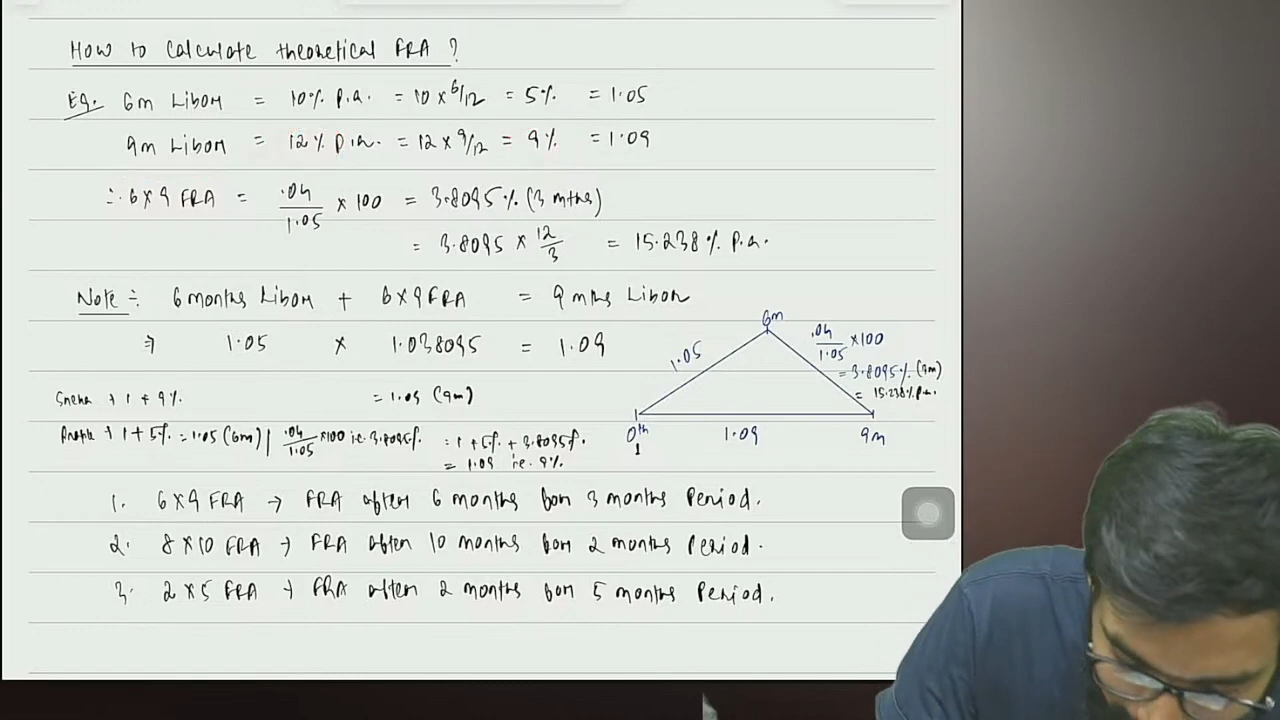 How to calculate theoretical FRA ?
Eg. 6m Libor = 10% p.a. = 10 x 6/12 = 5% = 1.05
9m Libor = 12% p.a. = 12 x 9/12 = 9% = 1.09
∴ 6x9 FRA = .04/1.05 x 100 = 3.8095% (3 mths)
= 3.8095 x 12/3 = 15.238% p.a.
Note :- 6 months Libor + 6x9 FRA = 9 mths Libor
⇒ 1.05 x 1.038095 = 1.09
Sneha → 1 + 9% = 1.09 (9m)
→ 1+5% = 1.05 (6m) | .04/1.05 x100 i.e. 3.8095%. = 1 + 5% + 3.8095%.
= 1.09 i.e. 9%
6m
1.05
.04/1.05 x100
= 3.8095% (3m)
= 15.238% p.a.
0th 1.09 9m
1
1. 6x9 FRA → FRA after 6 months for 3 months Period.
2. 8x10 FRA → FRA after 10 months for 2 months Period.
3. 2x5 FRA → FRA after 2 months for 5 months Period.